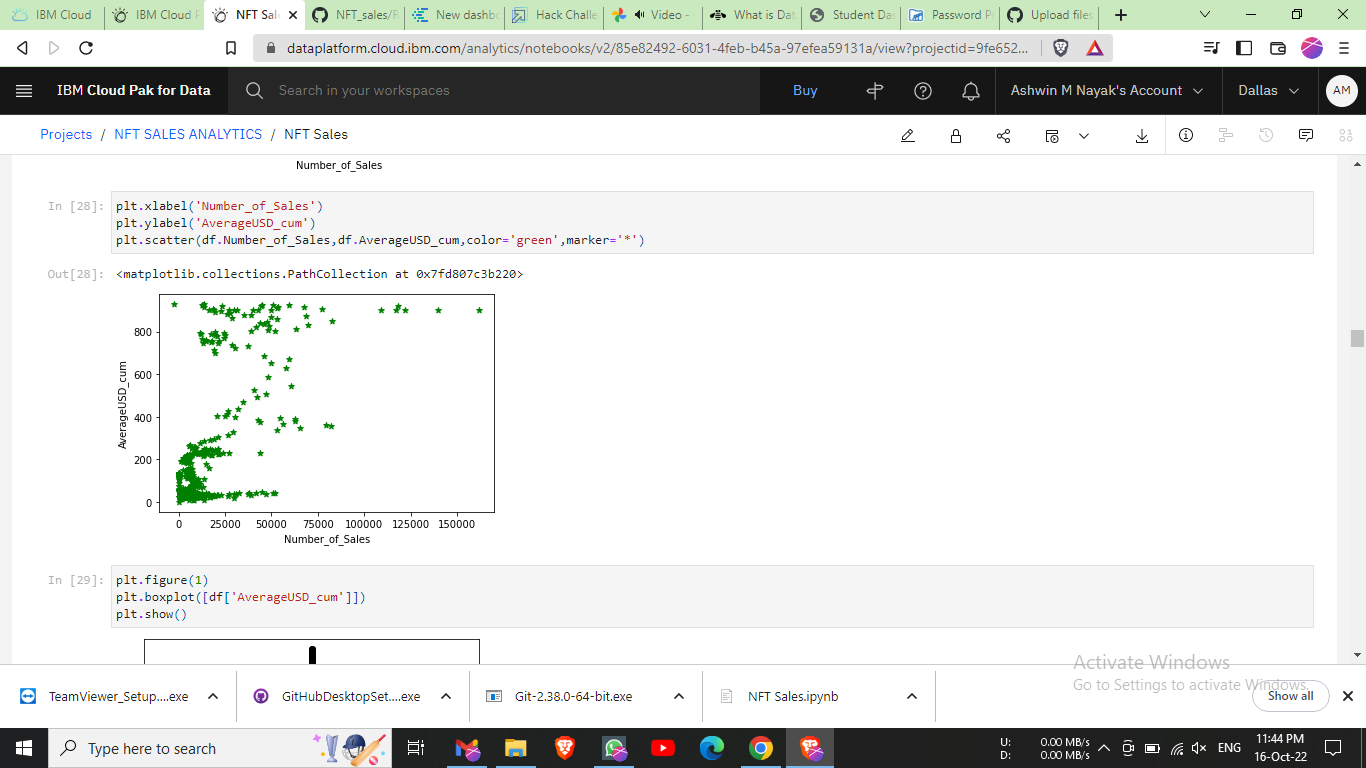 IBM Cloud
IBM Cloud P
NFT Sal
NFT_sales/R
New dashbo
Hack Challe
Video -
What is Dat
Student Das
Password Pr
Upload files
dataplatform.cloud.ibm.com/analytics/notebooks/v2/85e82492-6031-4feb-b45a-97efea59131a/view?projectid=9fe652...
IBM Cloud Pak for Data
Search in your workspaces
Buy
Ashwin M Nayak's Account
Dallas
AM
Projects / NFT SALES ANALYTICS / NFT Sales
Number_of_Sales
In [28]:
plt.xlabel('Number_of_Sales')
plt.ylabel('AverageUSD_cum')
plt.scatter(df.Number_of_Sales,df.AverageUSD_cum,color='green',marker='*')
Out[28]:
<matplotlib.collections.PathCollection at 0x7fd807c3b220>
800
600
400
200
0
AverageUSD_cum
0 25000 50000 75000 100000 125000 150000
Number_of_Sales
In [29]:
plt.figure(1)
plt.boxplot([df['AverageUSD_cum']])
plt.show()
Activate Windows
Go to Settings to activate Windows.
TeamViewer_Setup....exe
GitHubDesktopSet....exe
Git-2.38.0-64-bit.exe
NFT Sales.ipynb
Show all
Type here to search
U: 0.00 MB/s
D: 0.00 MB/s
ENG
11:44 PM
16-Oct-22